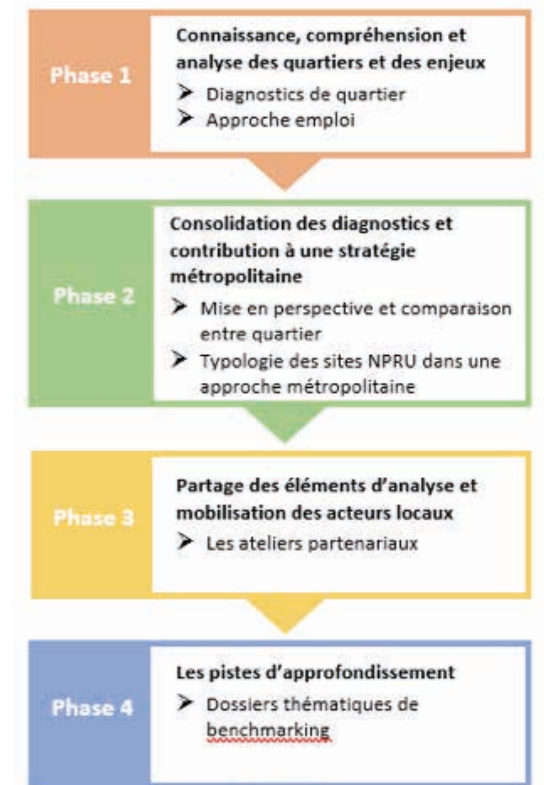 Phase 1
Connaissance, compréhension et
analyse des quartiers et des enjeux
➤ Diagnostics de quartier
➤ Approche emploi
Phase 2
Consolidation des diagnostics et
contribution à une stratégie
métropolitaine
➤ Mise en perspective et comparaison
entre quartier
➤ Typologie des sites NPRU dans une
approche métropolitaine
Phase 3
Partage des éléments d'analyse et
mobilisation des acteurs locaux
➤ Les ateliers partenariaux
Phase 4
Les pistes d'approfondissement
➤ Dossiers thématiques de
benchmarking